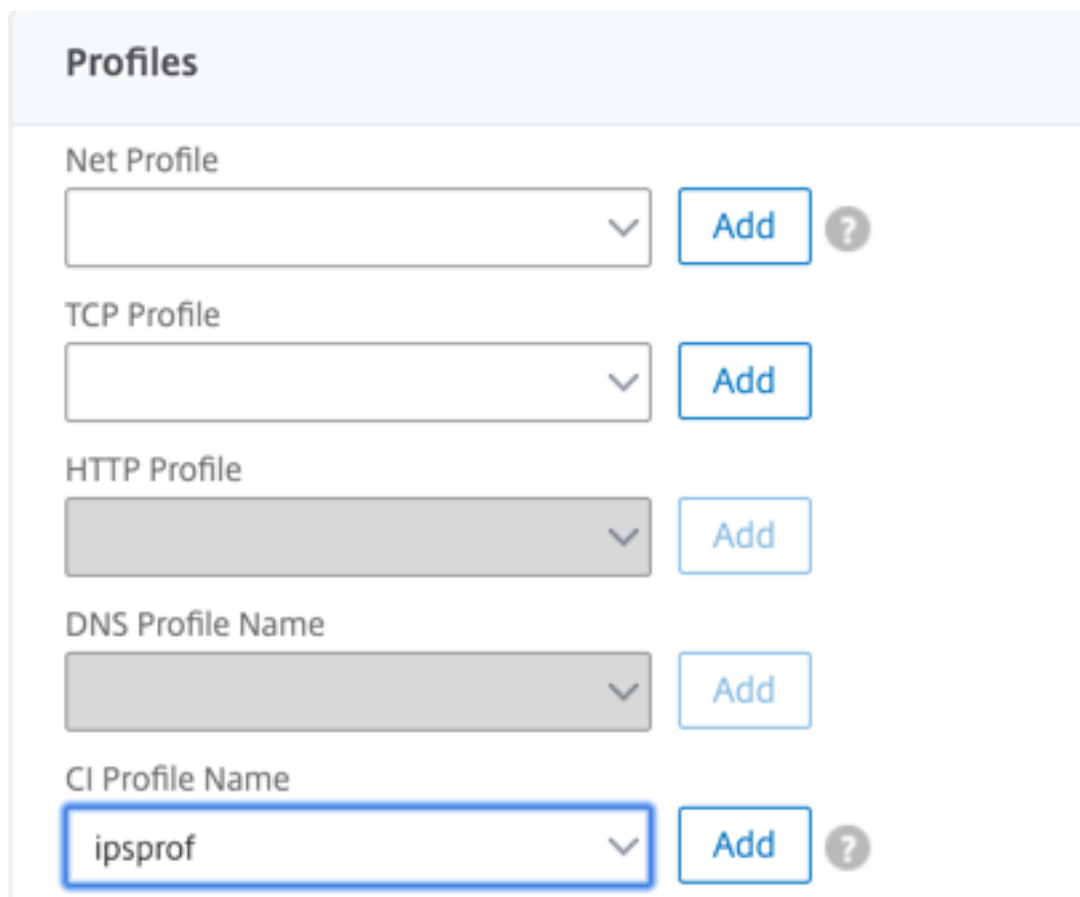 Profiles
Net Profile
Add ?
TCP Profile
Add
HTTP Profile
Add
DNS Profile Name
Add
CI Profile Name
ipsprof Add ?